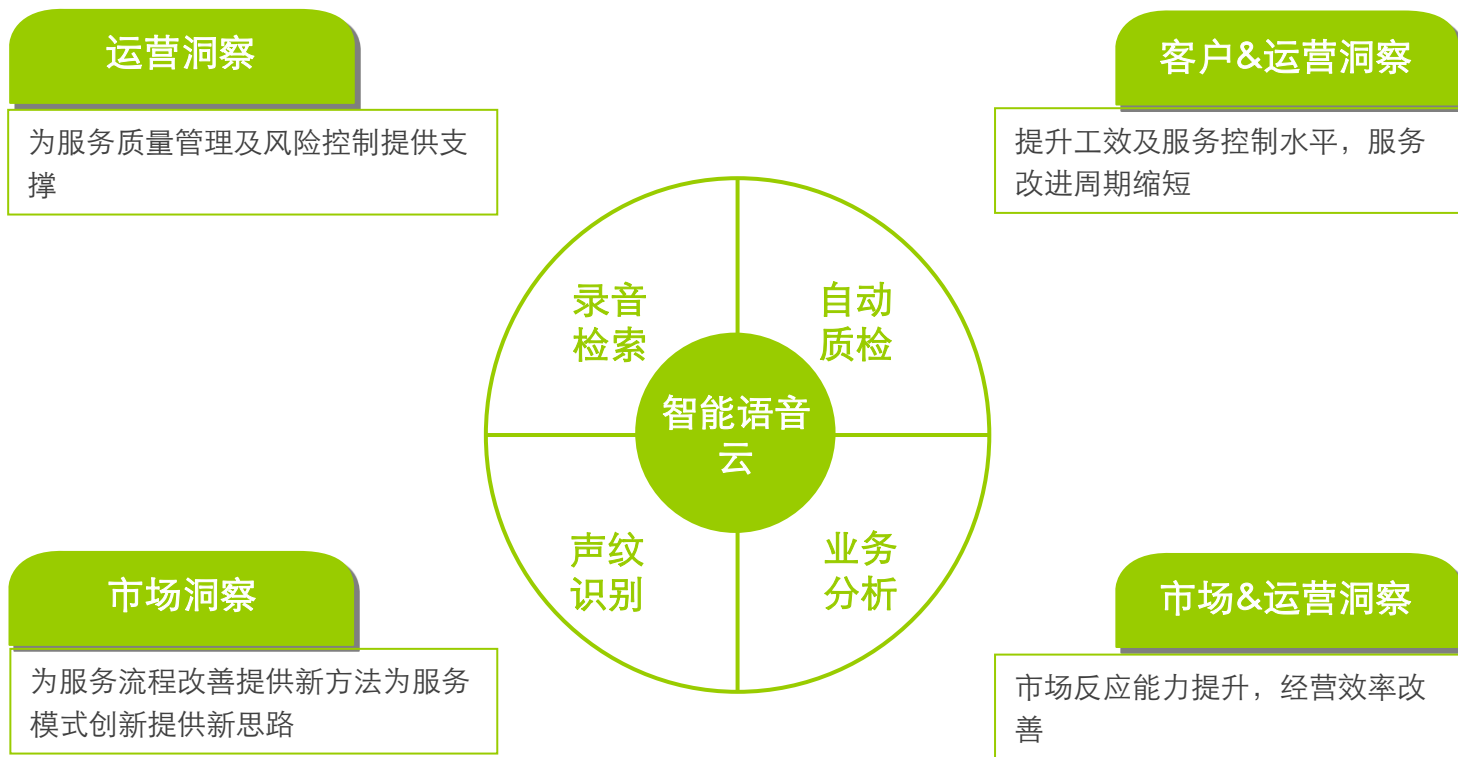 运营洞察
为服务质量管理及风险控制提供支
撑
客户&运营洞察
提升工效及服务控制水平，服务
改进周期缩短
录音
检索
自动
质检
智能语音
云
声纹
识别
业务
分析
市场洞察
为服务流程改善提供新方法为服务
模式创新提供新思路
市场&运营洞察
市场反应能力提升，经营效率改
善